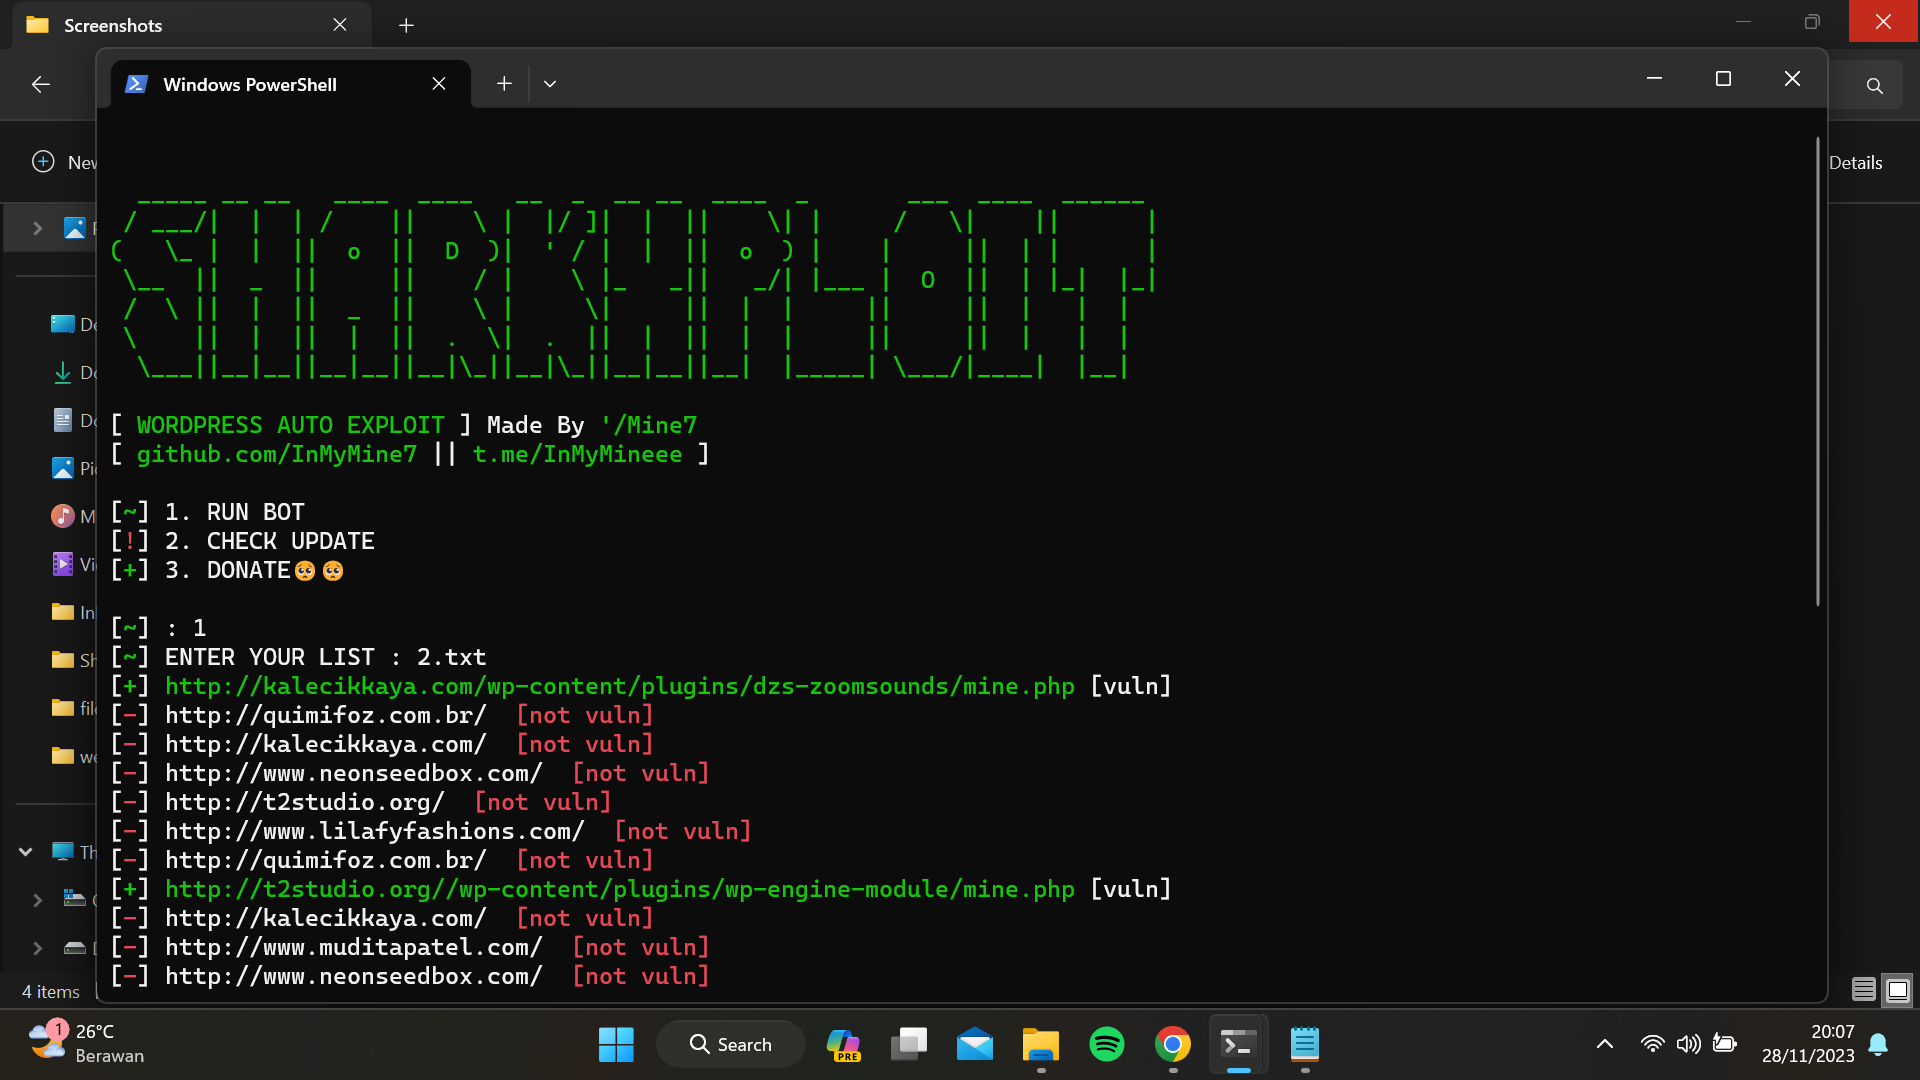 Screenshots
Windows PowerShell
New
Details
SHARKXPLOIT
[ WORDPRESS AUTO EXPLOIT ] Made By '/Mine7
[ github.com/InMyMine7 || t.me/InMyMineee ]
[~] 1. RUN BOT
[!] 2. CHECK UPDATE
[+] 3. DONATE🥺🥺
[~] : 1
[~] ENTER YOUR LIST : 2.txt
[+] http://kalecikkaya.com/wp-content/plugins/dzs-zoomsounds/mine.php [vuln]
[-] http://quimifoz.com.br/  [not vuln]
[-] http://kalecikkaya.com/  [not vuln]
[-] http://www.neonseedbox.com/  [not vuln]
[-] http://t2studio.org/  [not vuln]
[-] http://www.lilafyfashions.com/  [not vuln]
[-] http://quimifoz.com.br/  [not vuln]
[+] http://t2studio.org//wp-content/plugins/wp-engine-module/mine.php [vuln]
[-] http://kalecikkaya.com/  [not vuln]
[-] http://www.muditapatel.com/  [not vuln]
[-] http://www.neonseedbox.com/  [not vuln]
4 items
1
26°C
Berawan
Search
PRE
20:07
28/11/2023